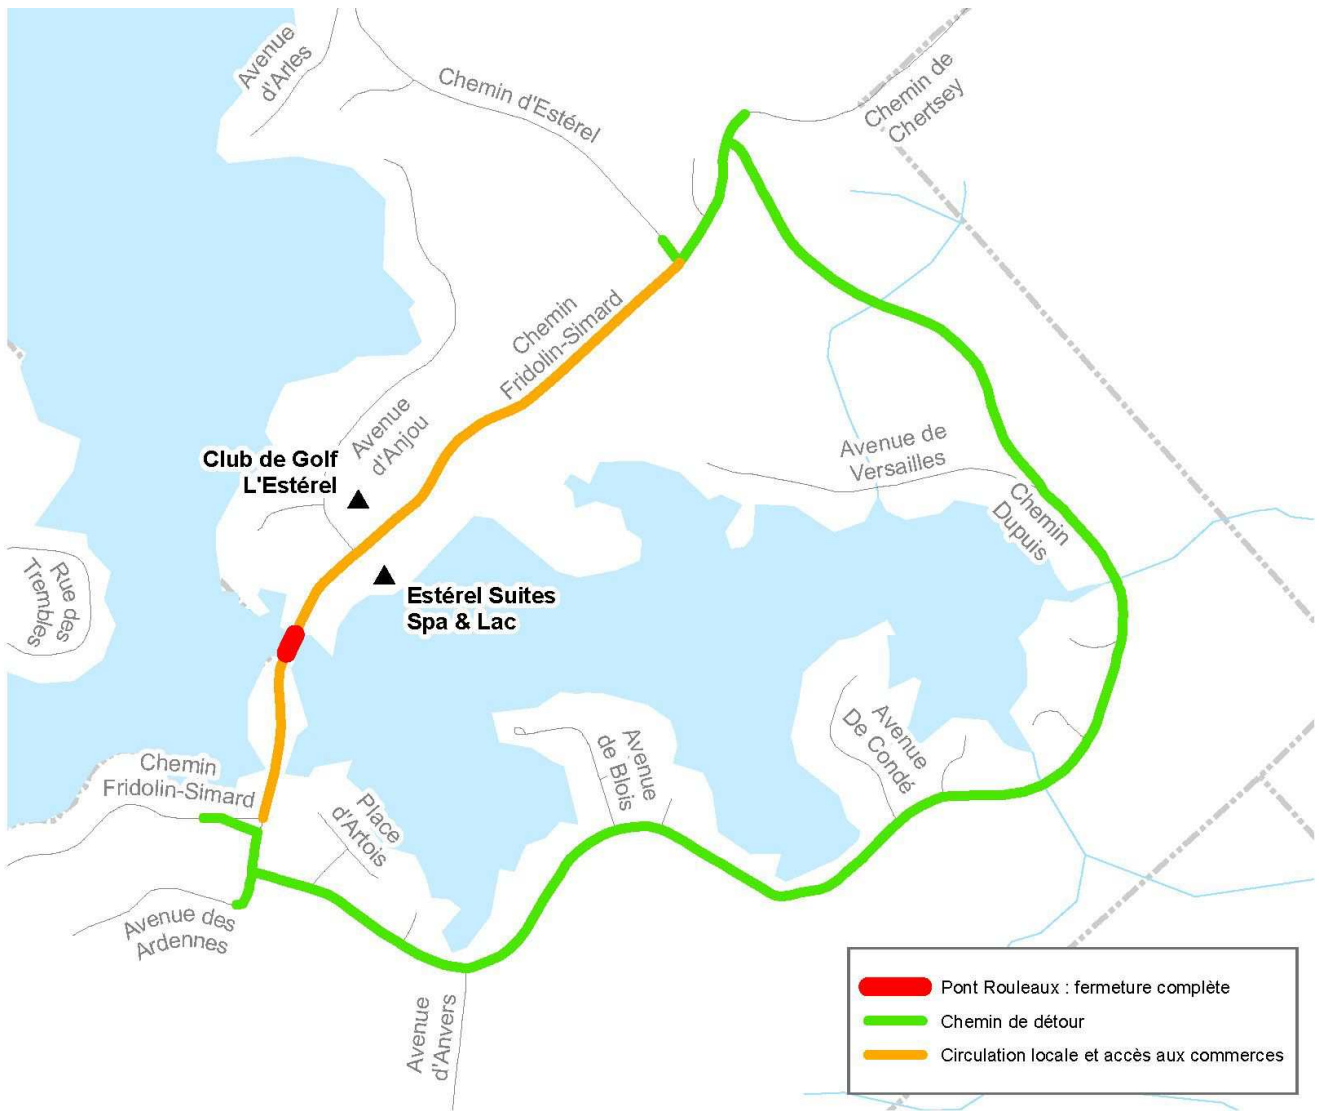 Avenue
d'Arles
Chemin d'Estérel
Chemin de
Chertsey
Chemin
Fridolin-Simard
Avenue
d'Anjou
Club de Golf
L'Estérel
Avenue de
Versailles
Chemin
Dupuis
Rue des
Trembles
Estérel Suites
Spa & Lac
Avenue
De Condé
Avenue
de Blois
Chemin
Fridolin-Simard
Place
d'Artois
Avenue des
Ardennes
Avenue
d'Anvers
Pont Rouleaux : fermeture complète
Chemin de détour
Circulation locale et accès aux commerces